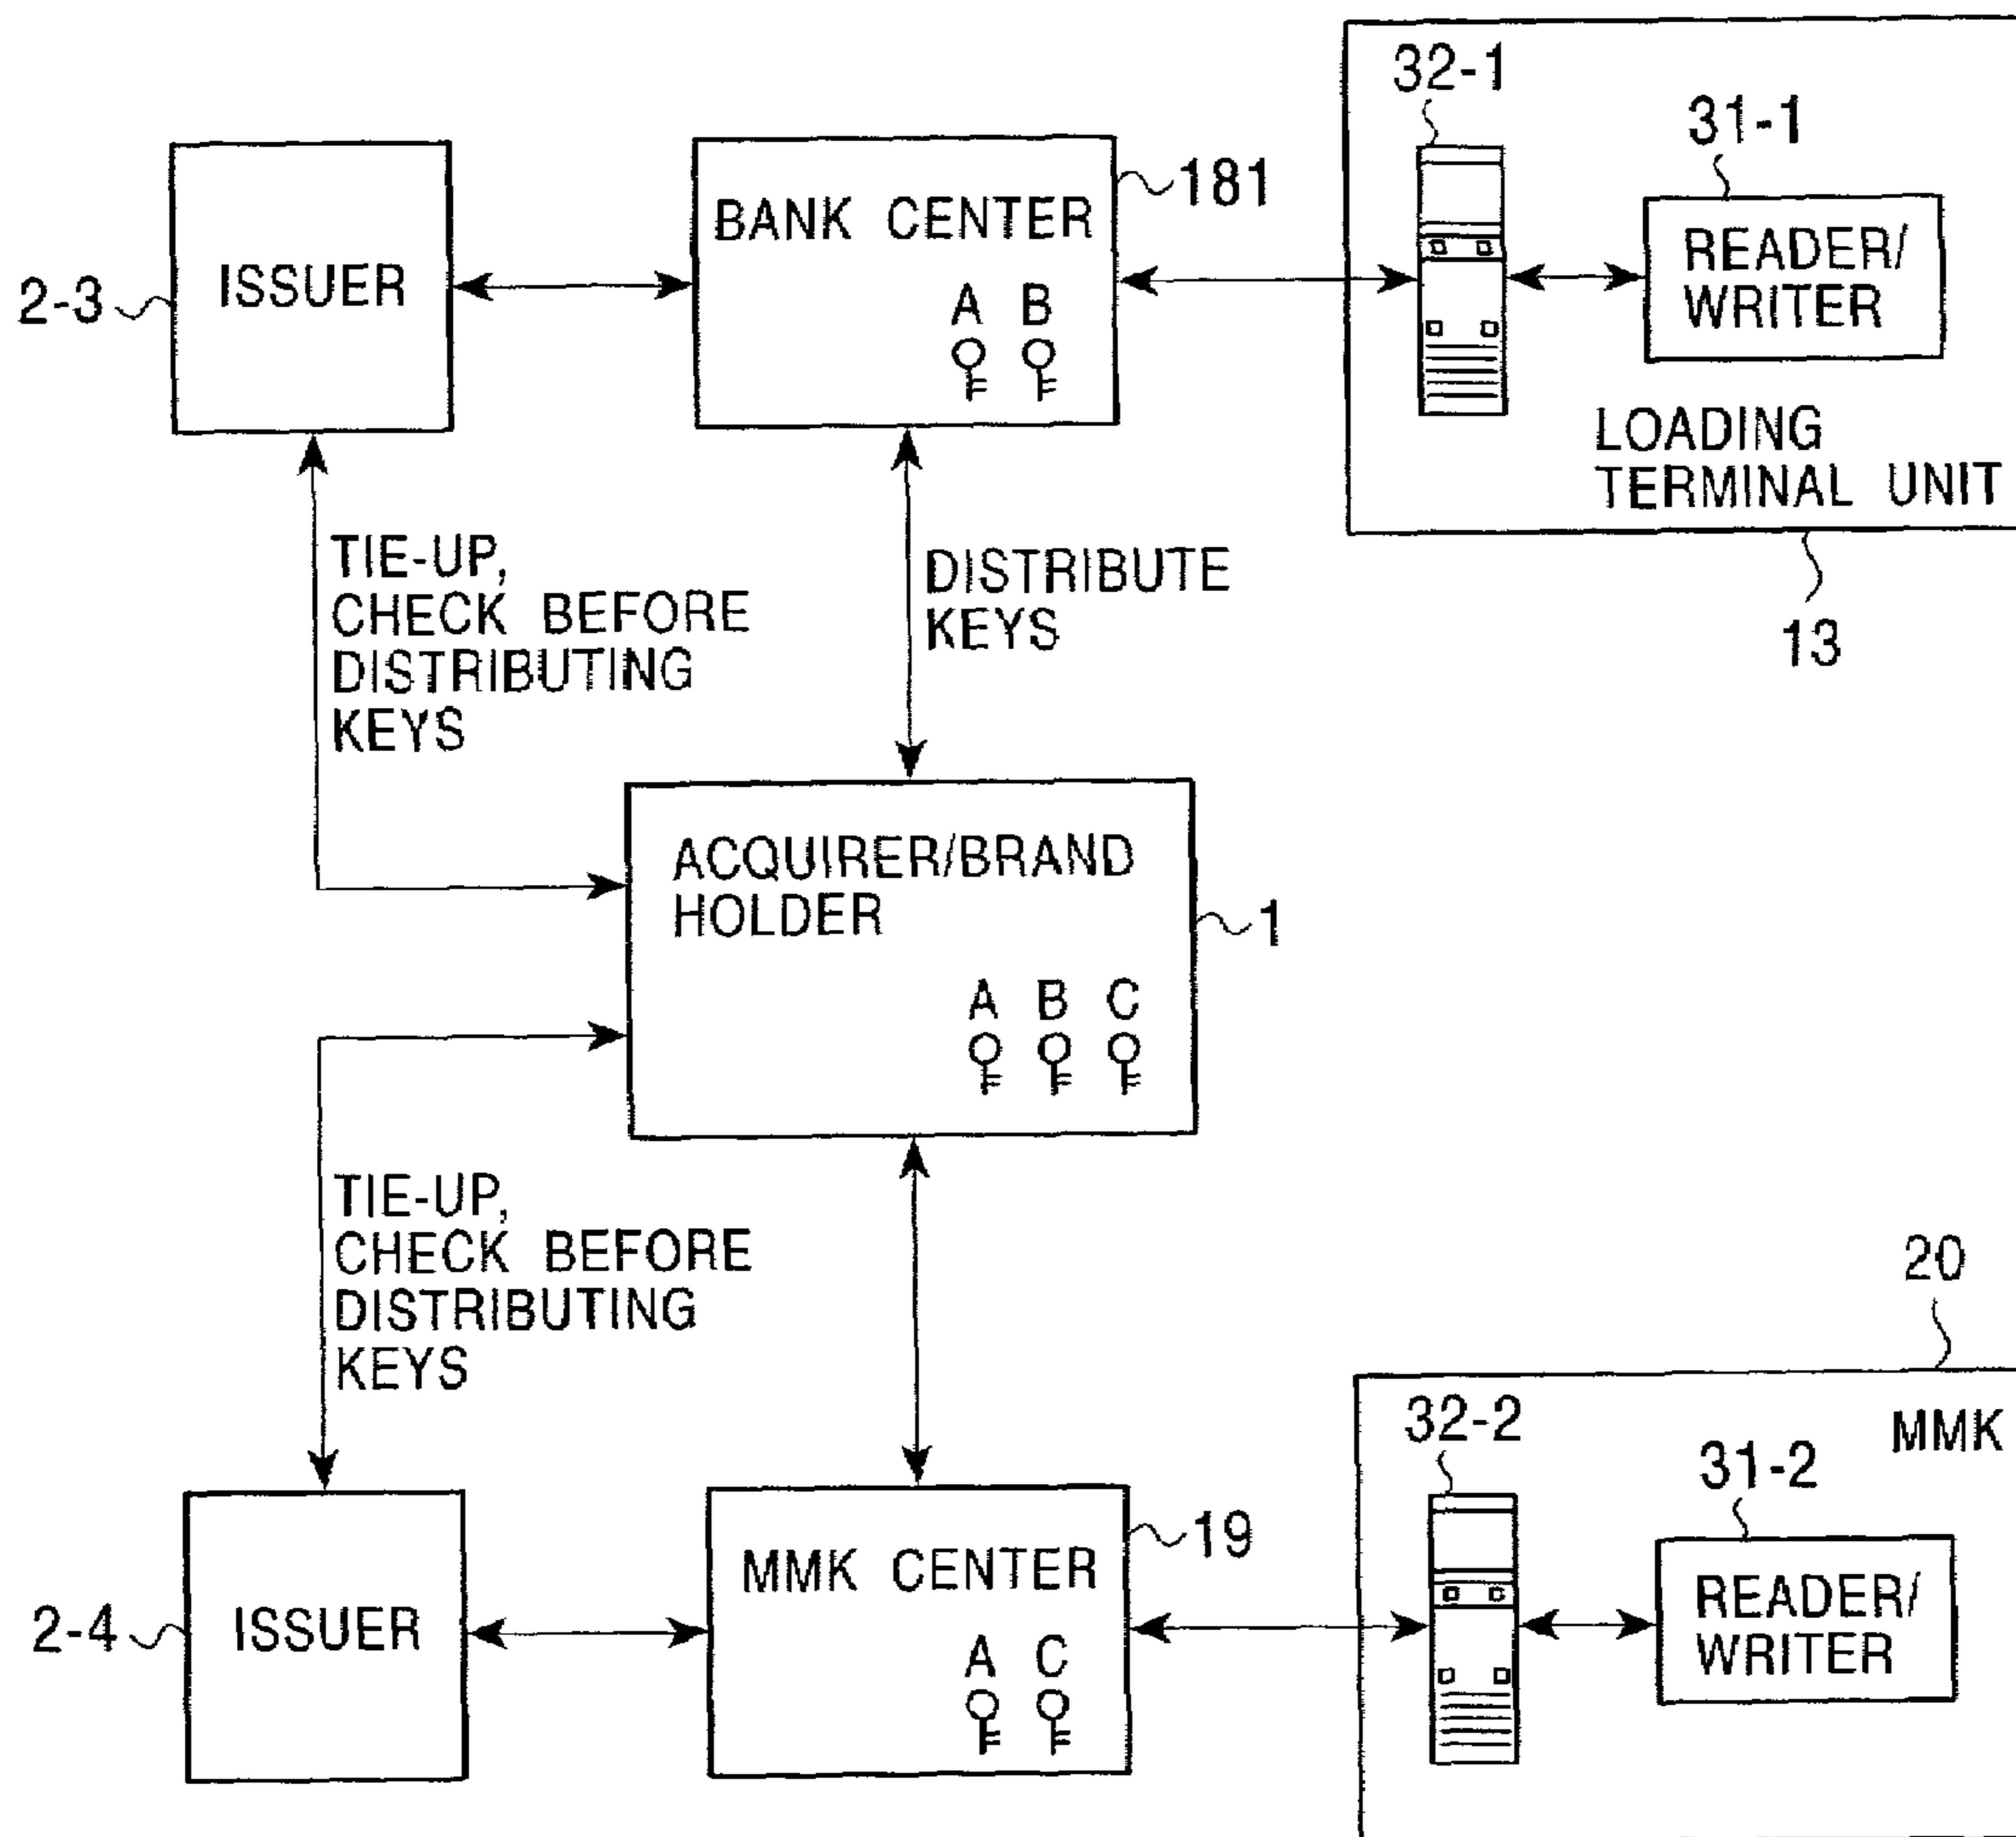 32-1
31-1
181
BANK CENTER
READER/
WRITER
2-3
ISSUER
A B
LOADING
TERMINAL UNIT
13
TIE-UP,
CHECK BEFORE
DISTRIBUTING
KEYS
DISTRIBUTE
KEYS
ACQUIRER/BRAND
HOLDER
1
A B C
TIE-UP,
CHECK BEFORE
DISTRIBUTING
KEYS
20
32-2
MMK
31-2
19
MMK CENTER
READER/
WRITER
2-4
ISSUER
A C